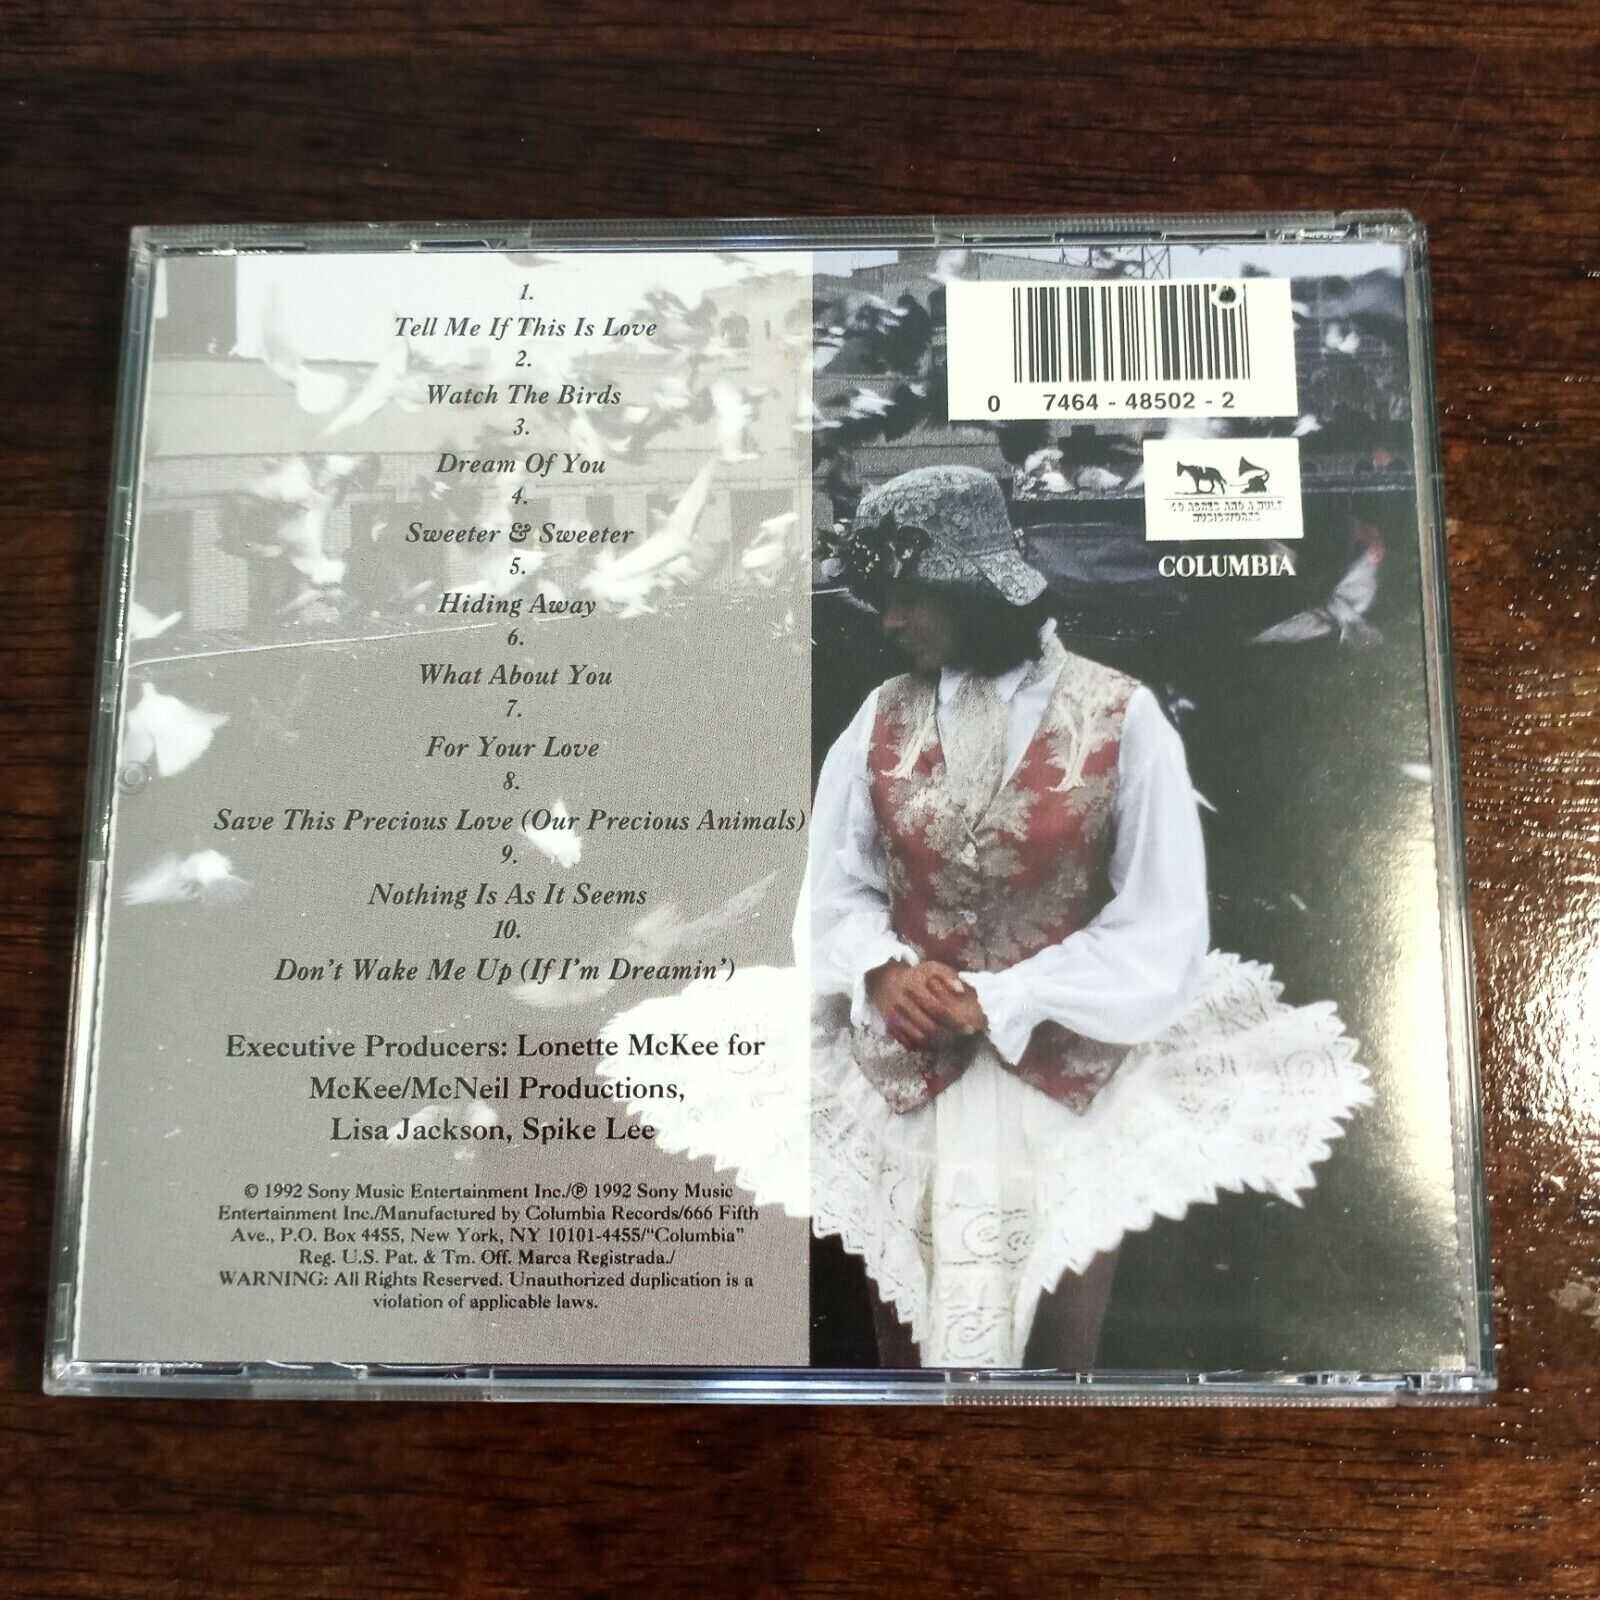 1.
Tell Me If This Is Love
2.
Watch The Birds
3.
Dream Of You
4.
Sweeter & Sweeter
5.
Hiding Away
6.
What About You
7.
For Your Love
8.
Save This Precious Love (Our Precious Animals)
9.
Nothing Is As It Seems
10.
Don't Wake Me Up (If I'm Dreamin')
Executive Producers: Lonette McKee for
McKee/McNeil Productions,
Lisa Jackson, Spike Lee
© 1992 Sony Music Entertainment Inc./℗ 1992 Sony Music
Entertainment Inc./Manufactured by Columbia Records/666 Fifth
Ave., P.O. Box 4455, New York, NY 10101-4455/"Columbia"
Reg. U.S. Pat. & Tm. Off. Marca Registrada./
WARNING: All Rights Reserved. Unauthorized duplication is a
violation of applicable laws.
0 7464 - 48502 - 2
40 ACRES AND A MULE
MUSICWORKS
COLUMBIA